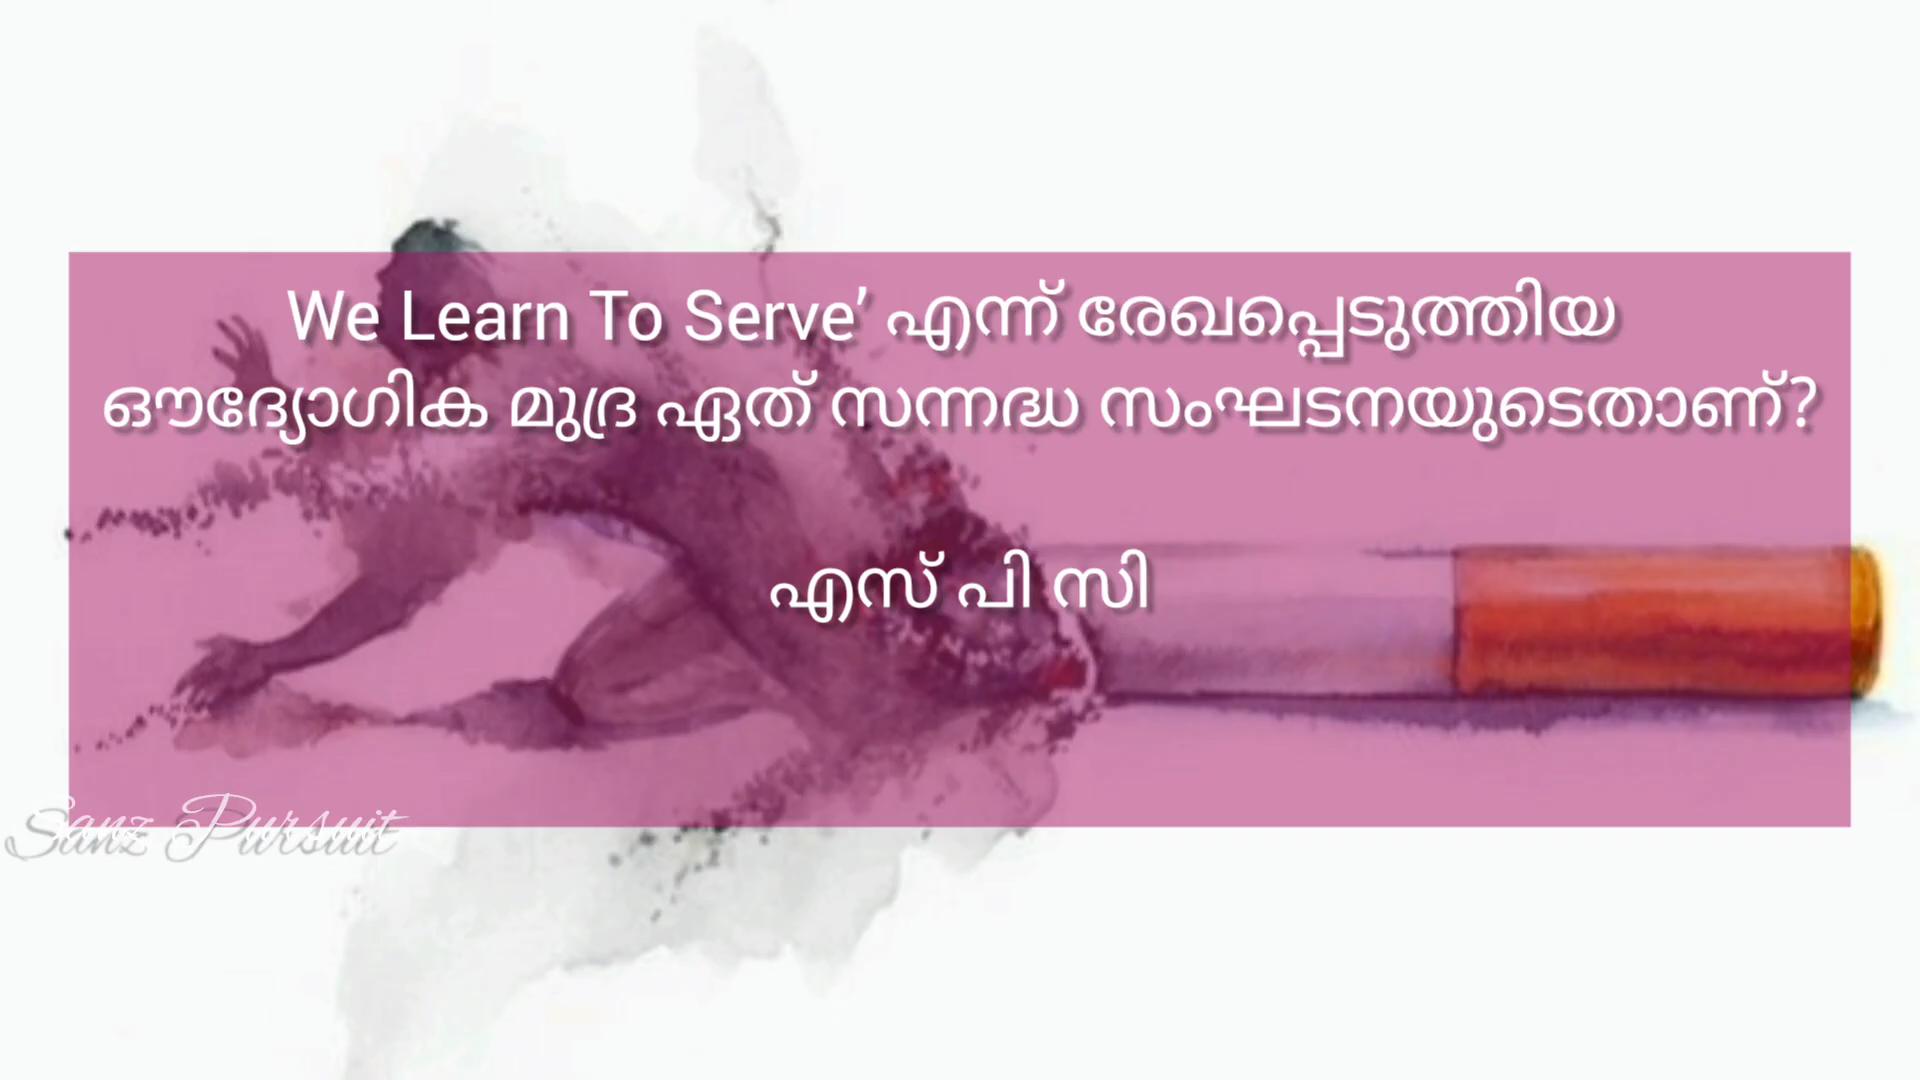 We Learn To Serve’ എന്ന് രേഖപ്പെടുത്തിയ
ഔദ്യോഗിക മുദ്ര ഏത് സന്നദ്ധ സംഘടനയുടെതാണ്?
എസ് പി സി
Sanz Pursuit